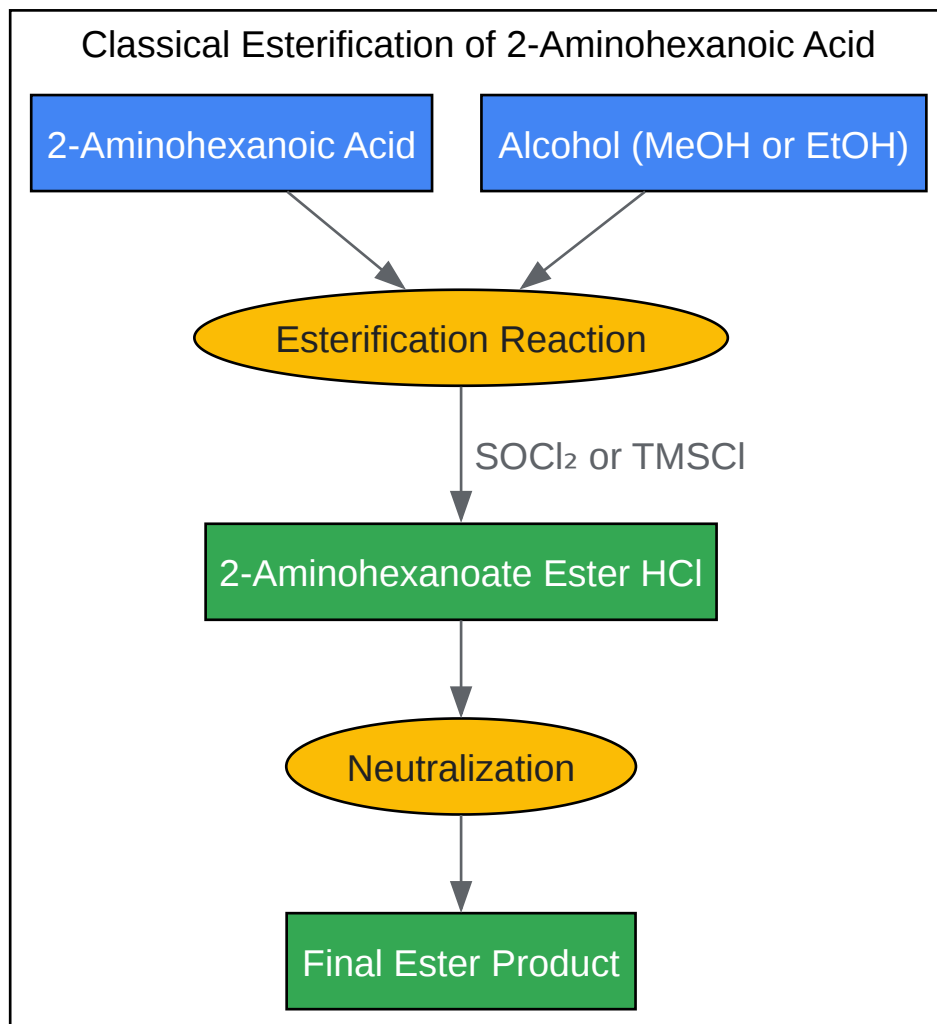 Classical Esterification of 2-Aminohexanoic Acid
2-Aminohexanoic Acid
Alcohol (MeOH or EtOH)
Esterification Reaction
SOCl₂ or TMSCl
2-Aminohexanoate Ester HCl
Neutralization
Final Ester Product